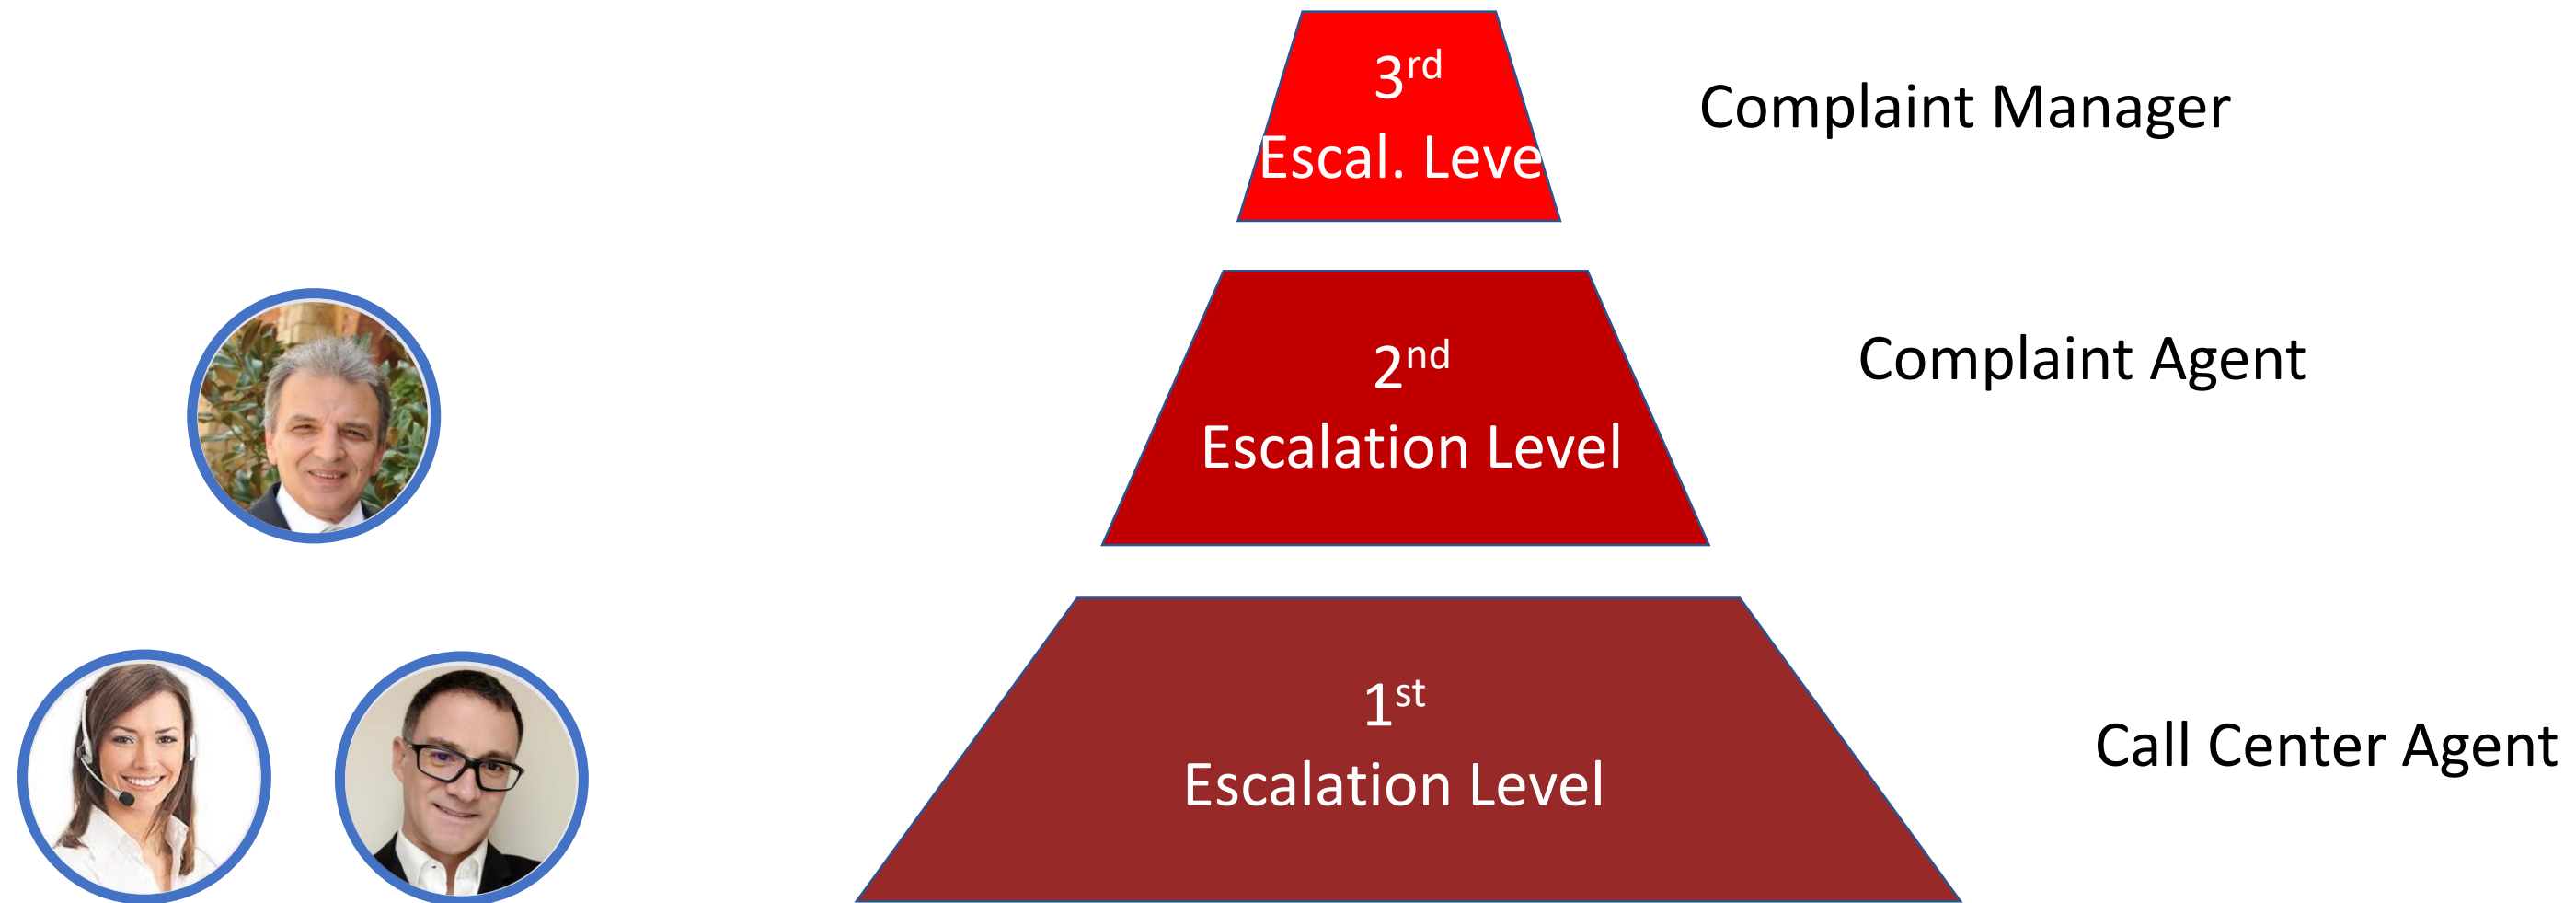 3rd
Escal. Leve
Complaint Manager
2nd
Escalation Level
Complaint Agent
1st
Escalation Level
Call Center Agent